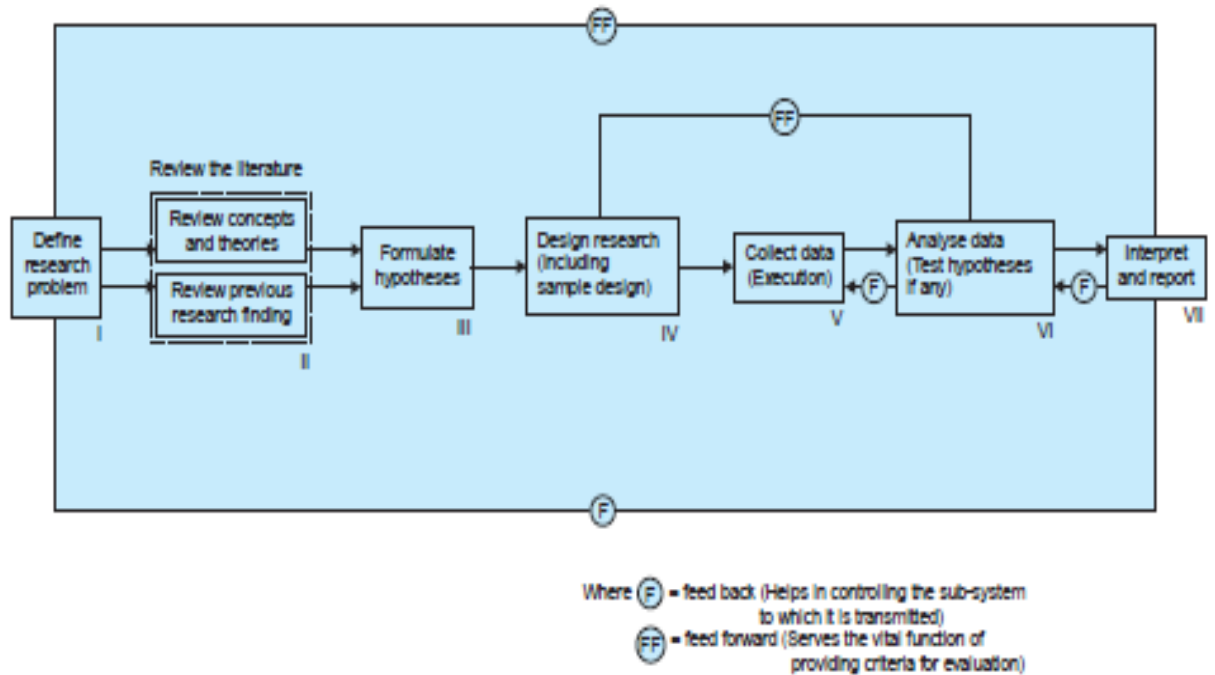 FF
FF
Review the literature
Review concepts
and theories
Review previous
research finding
II
Define
research
problem
I
Formulate
hypotheses
III
Design research
(Including
sample design)
IV
Collect data
(Execution)
V
F
Analyse data
(Test hypotheses
if any)
VI
F
Interpret
and report
VII
F
Where F = feed back (Helps in controlling the sub-system
to which it is transmitted)
FF = feed forward (Serves the vital function of
providing criteria for evaluation)